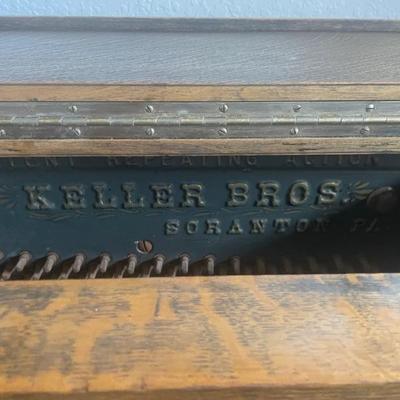 REPEATING ACTION
KELLER BROS.
SCRANTON PA.